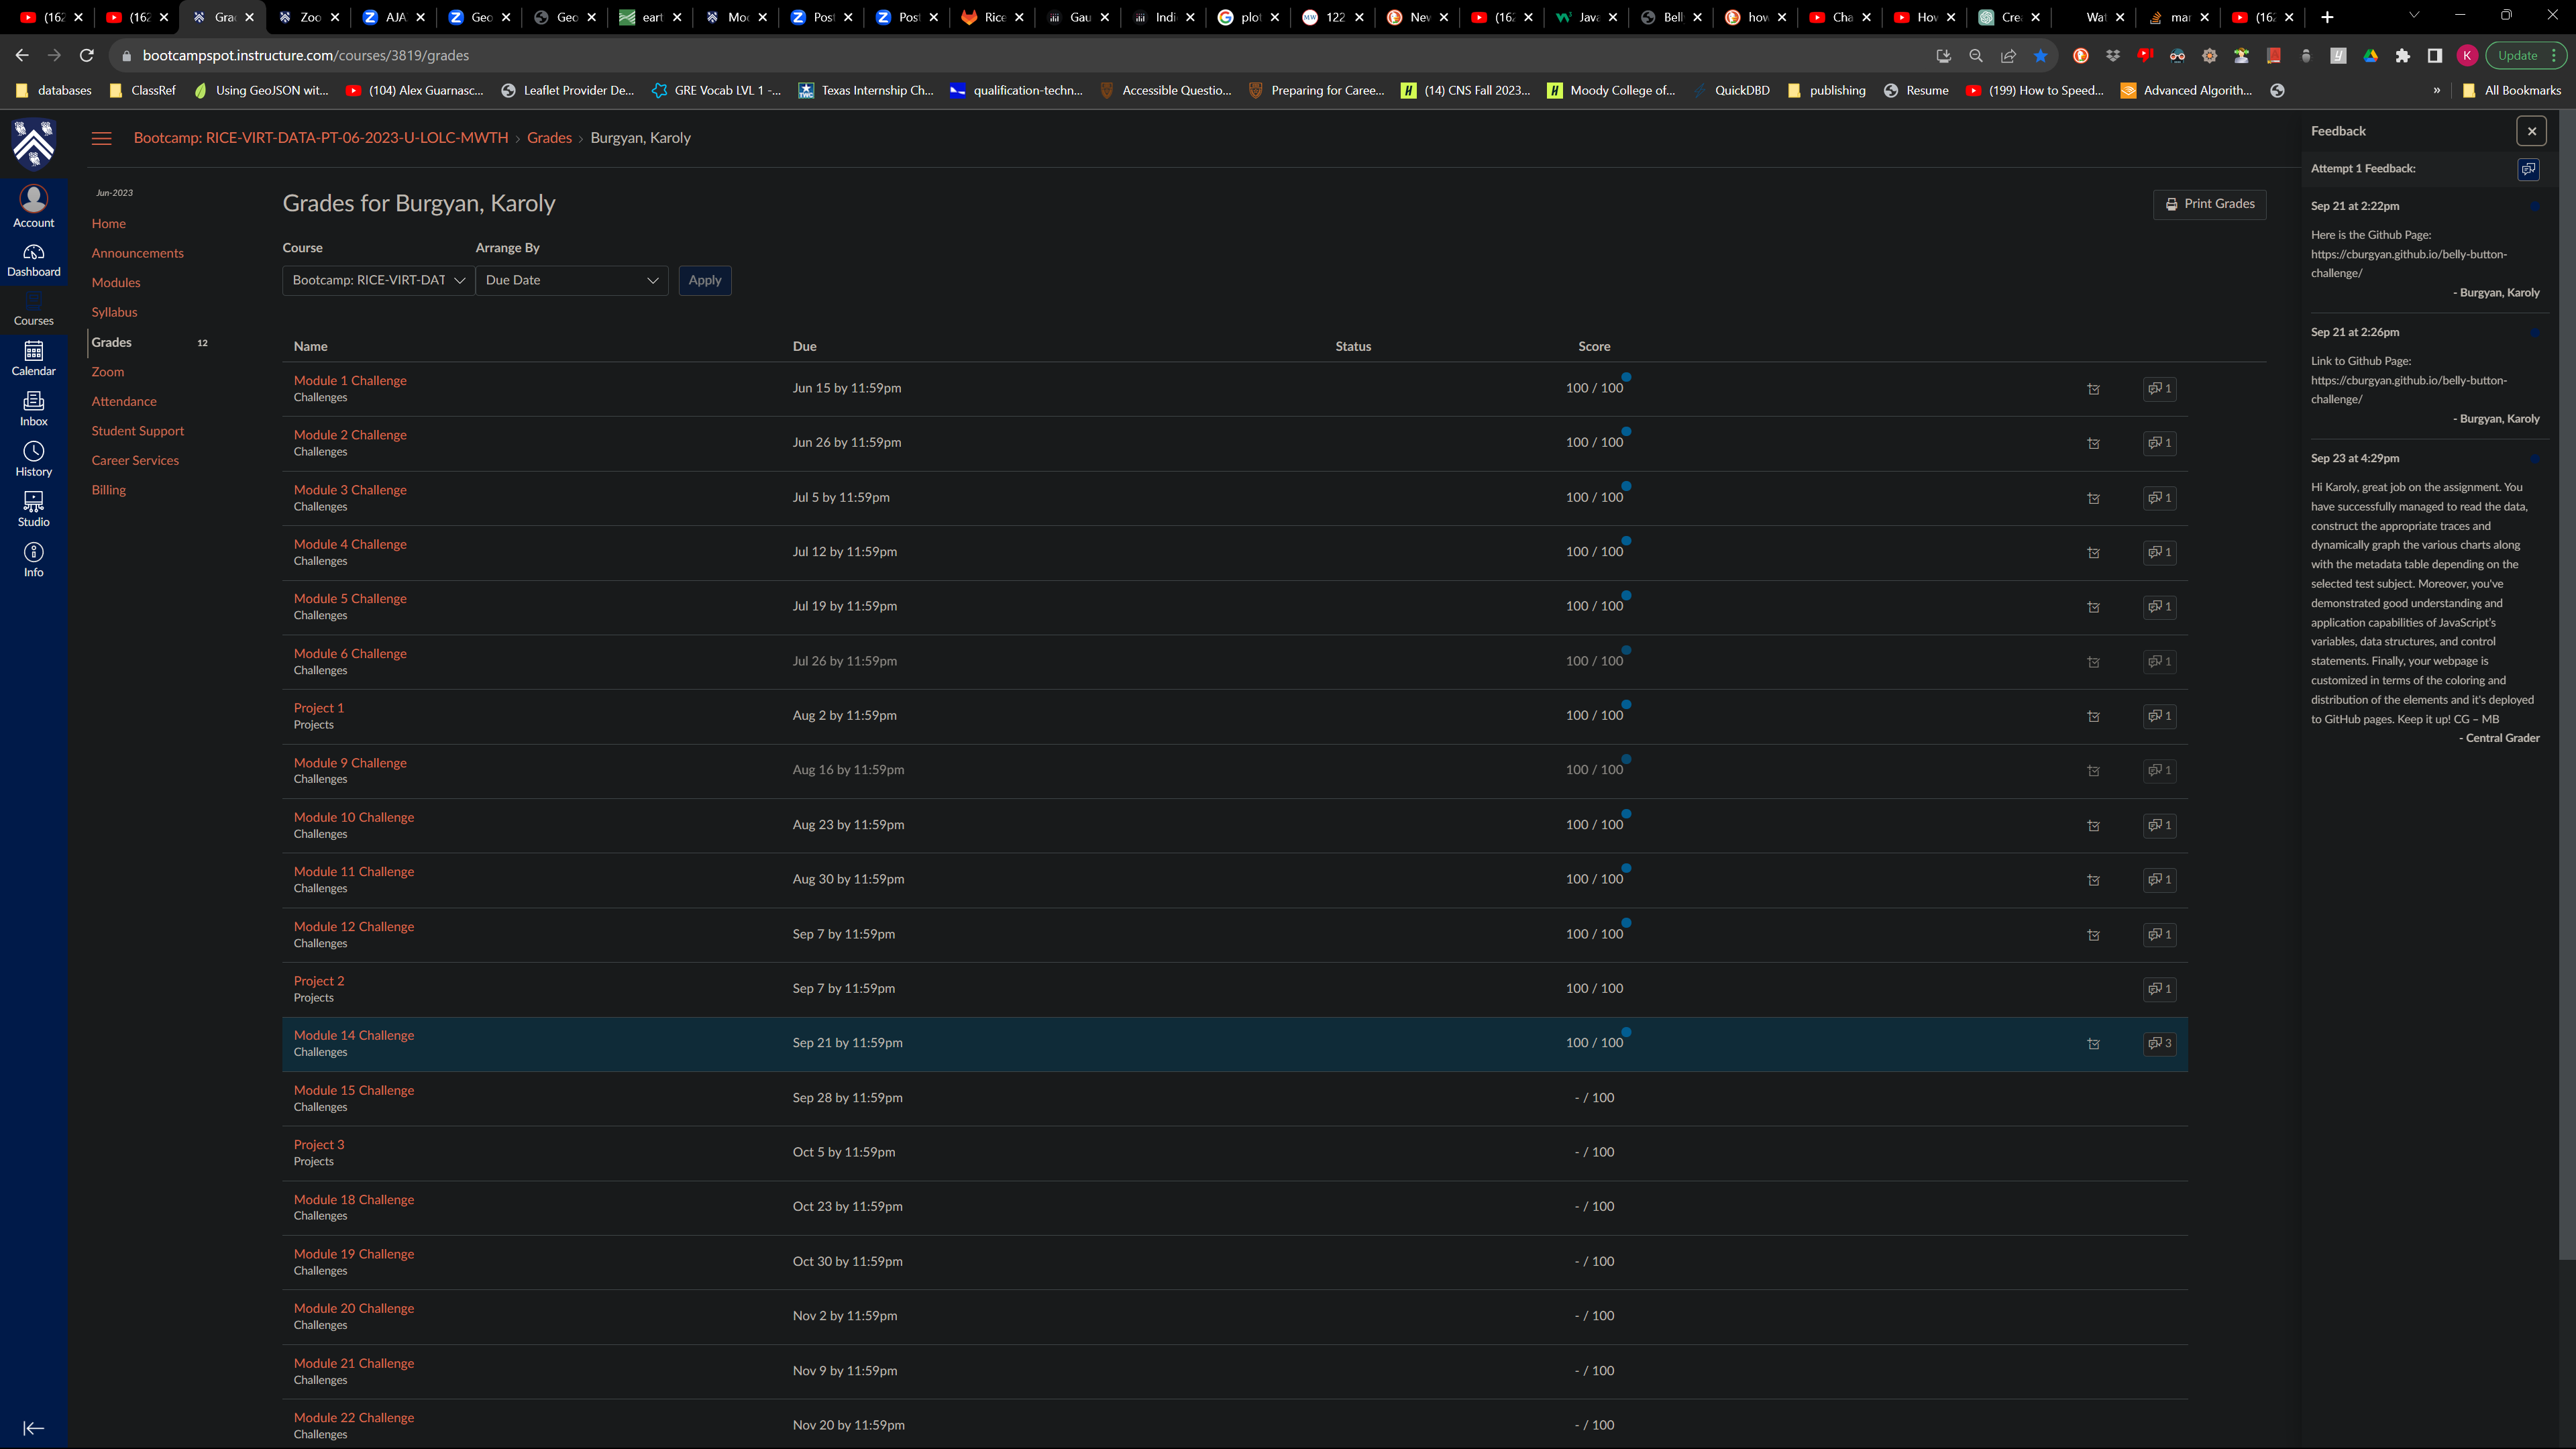 (162
(162
Grad
Zoo
AJA
Geo
Geo
eart
Moc
Post
Post
Rice
Gau
Indi
plot
122
New
(162
Java
Bell
how
Cha
How
Cre
Wat
mar
(162
bootcampspot.instructure.com/courses/3819/grades
Update
databases
ClassRef
Using GeoJSON wit...
(104) Alex Guarnasc...
Leaflet Provider De...
GRE Vocab LVL 1 -...
Texas Internship Ch...
qualification-techn...
Accessible Questio...
Preparing for Caree...
(14) CNS Fall 2023...
Moody College of...
QuickDBD
publishing
Resume
(199) How to Speed...
Advanced Algorith...
»
All Bookmarks
Bootcamp: RICE-VIRT-DATA-PT-06-2023-U-LOLC-MWTH › Grades › Burgyan, Karoly
Account
Dashboard
Courses
Calendar
Inbox
History
Studio
Info
Jun-2023
Home
Announcements
Modules
Syllabus
Grades 12
Zoom
Attendance
Student Support
Career Services
Billing
Grades for Burgyan, Karoly
Print Grades
Course Arrange By
Bootcamp: RICE-VIRT-DAT Due Date Apply
Name Due Status Score
Module 1 Challenge
Challenges
Jun 15 by 11:59pm 100 / 100 1
Module 2 Challenge
Challenges
Jun 26 by 11:59pm 100 / 100 1
Module 3 Challenge
Challenges
Jul 5 by 11:59pm 100 / 100 1
Module 4 Challenge
Challenges
Jul 12 by 11:59pm 100 / 100 1
Module 5 Challenge
Challenges
Jul 19 by 11:59pm 100 / 100 1
Module 6 Challenge
Challenges
Jul 26 by 11:59pm 100 / 100 1
Project 1
Projects
Aug 2 by 11:59pm 100 / 100 1
Module 9 Challenge
Challenges
Aug 16 by 11:59pm 100 / 100 1
Module 10 Challenge
Challenges
Aug 23 by 11:59pm 100 / 100 1
Module 11 Challenge
Challenges
Aug 30 by 11:59pm 100 / 100 1
Module 12 Challenge
Challenges
Sep 7 by 11:59pm 100 / 100 1
Project 2
Projects
Sep 7 by 11:59pm 100 / 100 1
Module 14 Challenge
Challenges
Sep 21 by 11:59pm 100 / 100 3
Module 15 Challenge
Challenges
Sep 28 by 11:59pm - / 100
Project 3
Projects
Oct 5 by 11:59pm - / 100
Module 18 Challenge
Challenges
Oct 23 by 11:59pm - / 100
Module 19 Challenge
Challenges
Oct 30 by 11:59pm - / 100
Module 20 Challenge
Challenges
Nov 2 by 11:59pm - / 100
Module 21 Challenge
Challenges
Nov 9 by 11:59pm - / 100
Module 22 Challenge
Challenges
Nov 20 by 11:59pm - / 100
Feedback
Attempt 1 Feedback:
Sep 21 at 2:22pm
Here is the Github Page:
https://cburgyan.github.io/belly-button-
challenge/
- Burgyan, Karoly
Sep 21 at 2:26pm
Link to Github Page:
https://cburgyan.github.io/belly-button-
challenge/
- Burgyan, Karoly
Sep 23 at 4:29pm
Hi Karoly, great job on the assignment. You
have successfully managed to read the data,
construct the appropriate traces and
dynamically graph the various charts along
with the metadata table depending on the
selected test subject. Moreover, you've
demonstrated good understanding and
application capabilities of JavaScript's
variables, data structures, and control
statements. Finally, your webpage is
customized in terms of the coloring and
distribution of the elements and it's deployed
to GitHub pages. Keep it up! CG – MB
- Central Grader